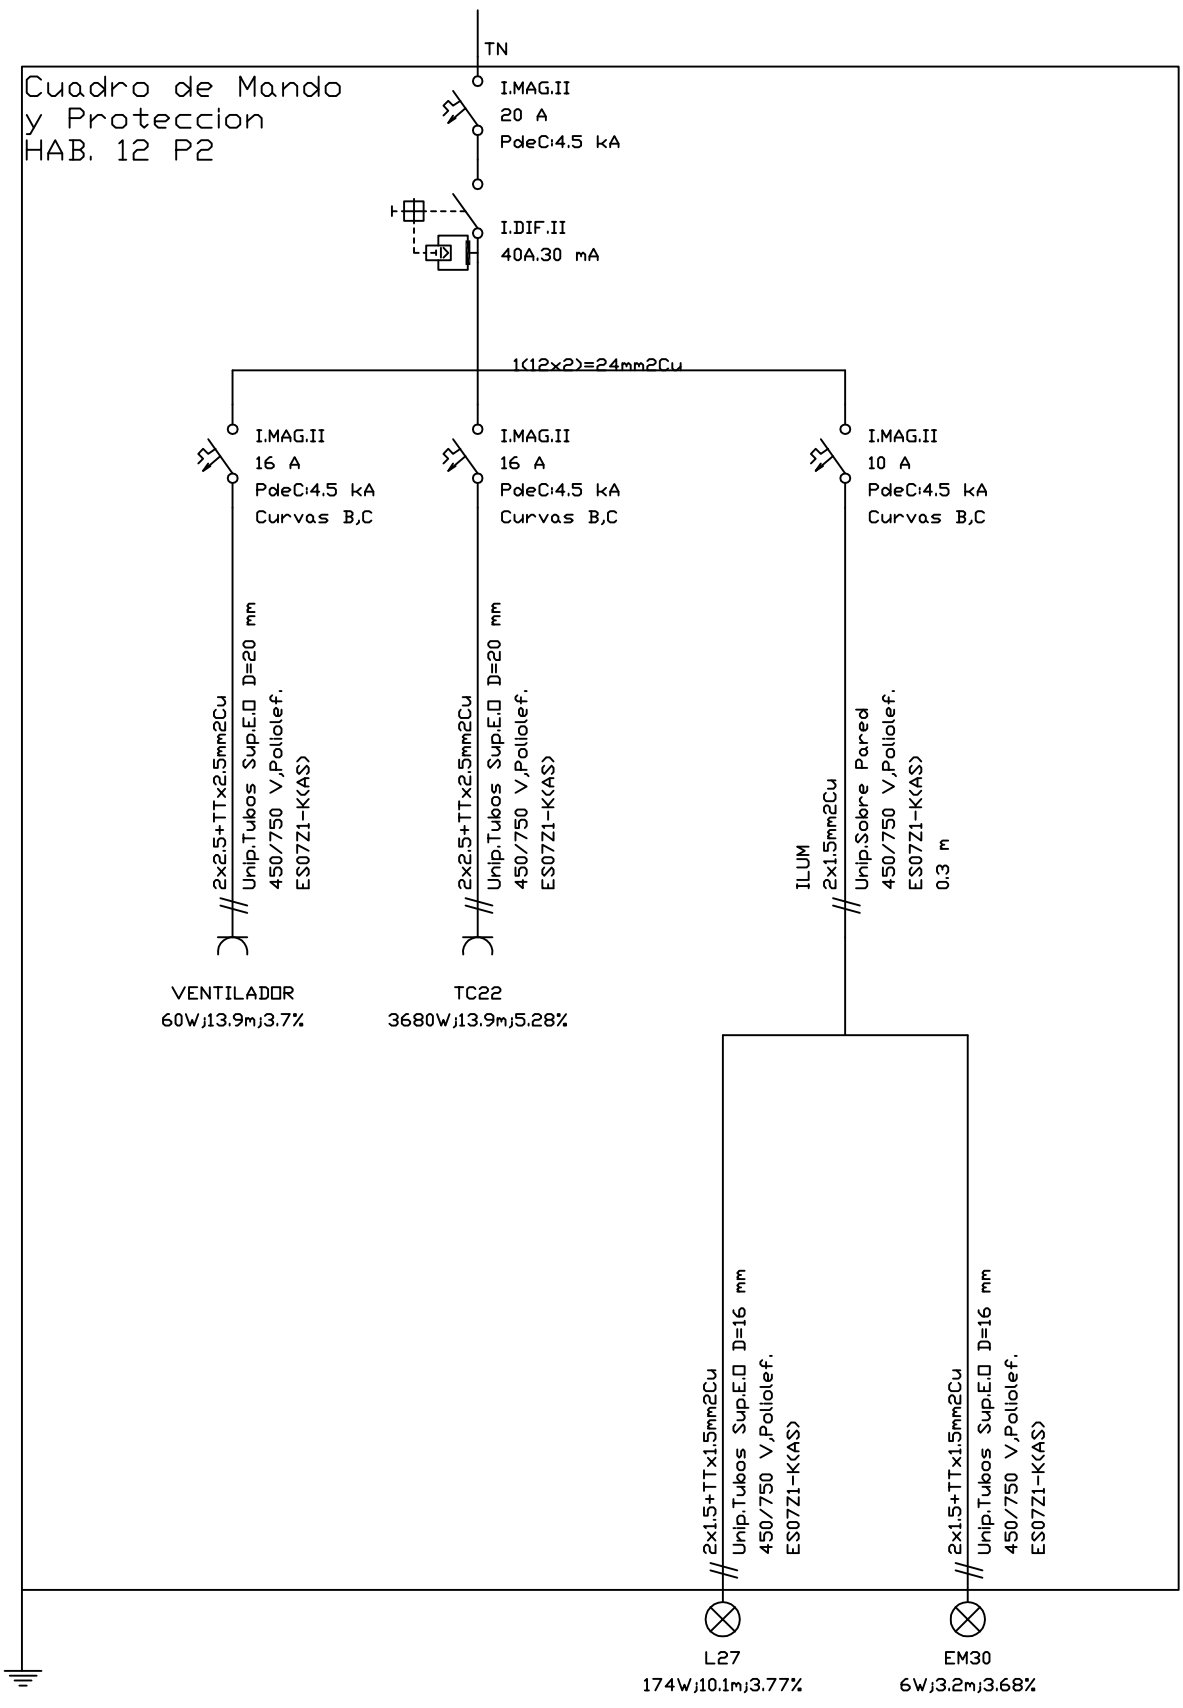 TN
Cuadro de Mando
y Proteccion
HAB. 12 P2
I.MAG.II
20 A
PdeC:4.5 kA
I.DIF.II
40A.30 mA
1(12x2)=24mm2Cu
I.MAG.II
16 A
PdeC:4.5 kA
Curvas B,C
I.MAG.II
16 A
PdeC:4.5 kA
Curvas B,C
I.MAG.II
10 A
PdeC:4.5 kA
Curvas B,C
2x2.5+TTx2.5mm2Cu
Unip.Tubos Sup.E.O D=20 mm
450/750 V,Poliolef.
ES07Z1-K(AS)
VENTILADOR
60W;13.9m;3.7%
2x2.5+TTx2.5mm2Cu
Unip.Tubos Sup.E.O D=20 mm
450/750 V,Poliolef.
ES07Z1-K(AS)
TC22
3680W;13.9m;5.28%
ILUM
2x1.5mm2Cu
Unip.Sobre Pared
450/750 V,Poliolef.
ES07Z1-K(AS)
0.3 m
2x1.5+TTx1.5mm2Cu
Unip.Tubos Sup.E.O D=16 mm
450/750 V,Poliolef.
ES07Z1-K(AS)
L27
174W;10.1m;3.77%
2x1.5+TTx1.5mm2Cu
Unip.Tubos Sup.E.O D=16 mm
450/750 V,Poliolef.
ES07Z1-K(AS)
EM30
6W;3.2m;3.68%